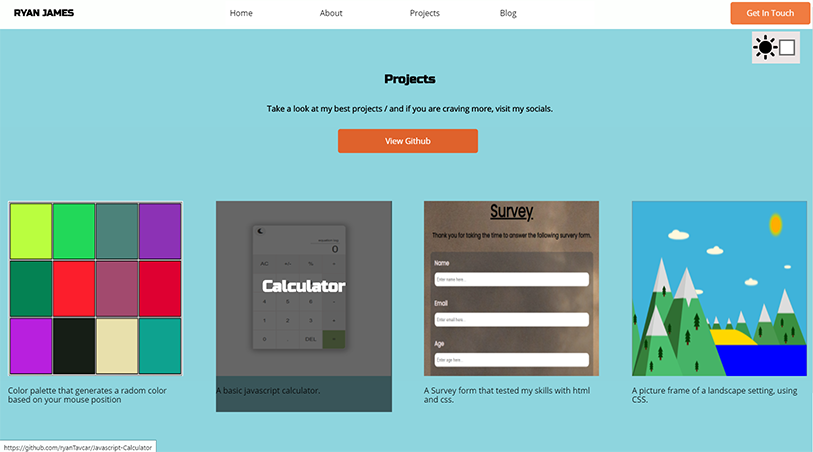 RYAN JAMES
Home
About
Projects
Blog
Get In Touch
Projects
Take a look at my best projects / and if you are craving more, visit my socials.
View Github
0
AC
+/-
%
Calculator
4
5
6
1
2
3
0
DEL
Color palette that generates a radom color
based on your mouse position
A basic javascript calculator.
Survey
Thank you for taking the time to answer the following survery form.
Name
Enter name here...
Email
Enter email here...
Age
Enter age here...
A Survey form that tested my skills with html
and css.
A picture frame of a landscape setting, using
CSS.
https://github.com/ryanTavcar/Javascript-Calculator